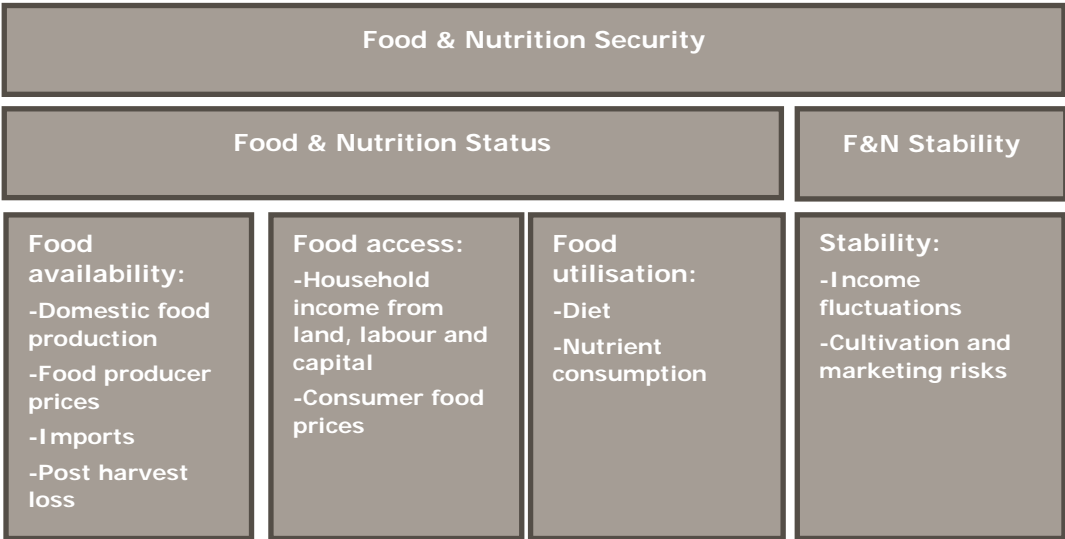 Food & Nutrition Security
Food & Nutrition Status
F&N Stability
Food
availability:
-Domestic food
production
-Food producer
prices
-Imports
-Post harvest
loss
Food access:
-Household
income from
land, labour and
capital
-Consumer food
prices
Food
utilisation:
-Diet
-Nutrient
consumption
Stability:
-Income
fluctuations
-Cultivation and
marketing risks